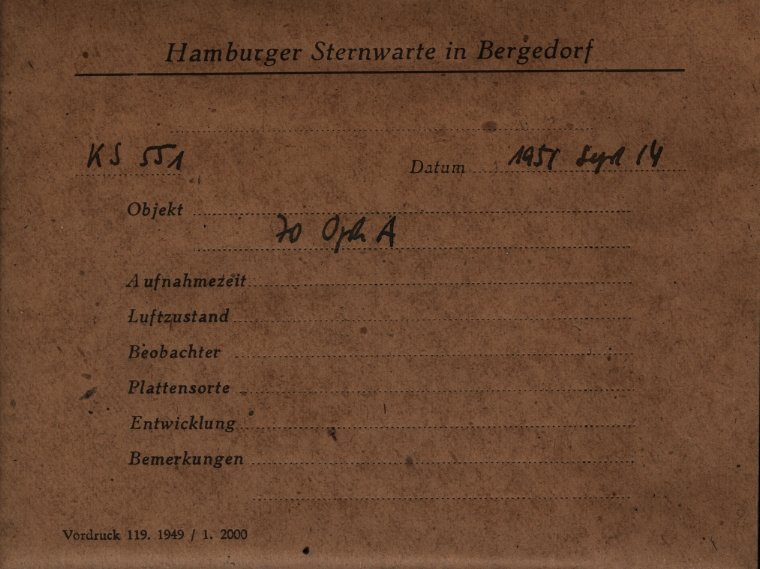 Hamburger Sternwarte in Bergedorf
KS 551
Datum 1951 Sept 14
Objekt
70 Oph A
Aufnahmezeit
Luftzustand
Beobachter
Plattensorte
Entwicklung
Bemerkungen
Vordruck 119. 1949 / 1. 2000